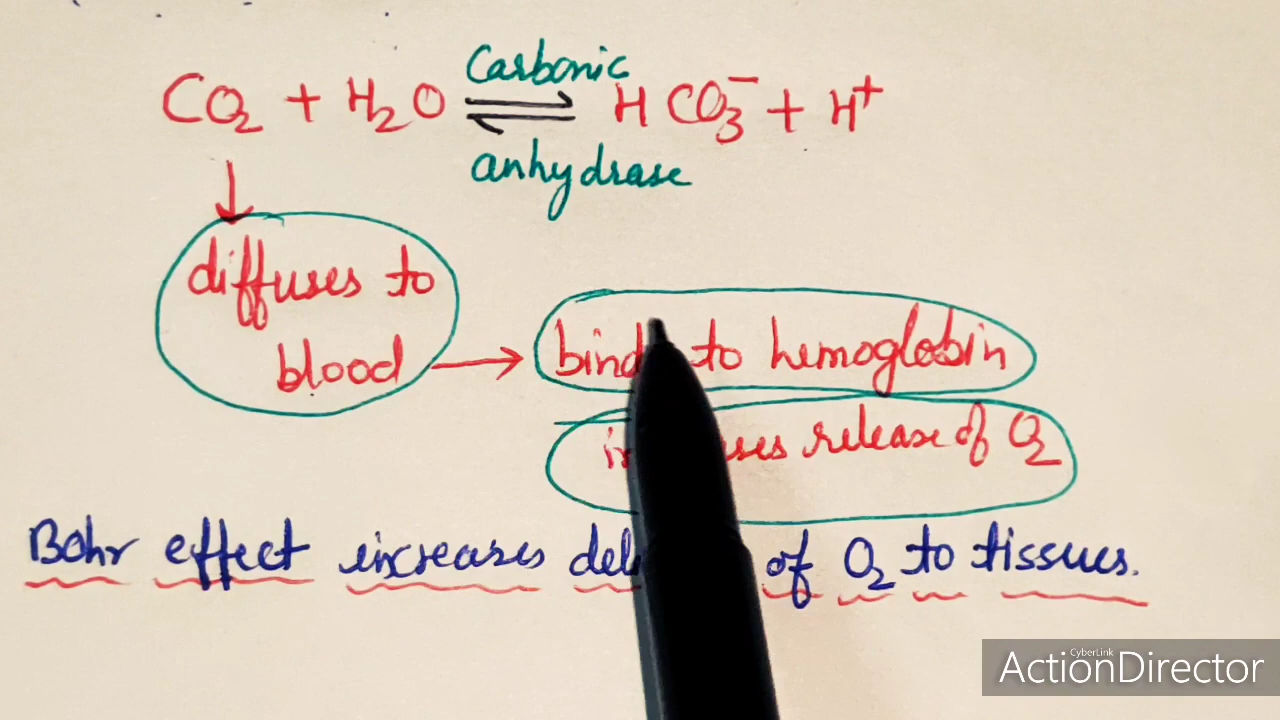 CO2 + H2O ⇌ HCO3⁻ + H⁺
Carbonic
anhydrase
diffuses to
blood
to hemoglobin
release of O2
Bohr effect increases of O2 to tissues.
CyberLink
ActionDirector